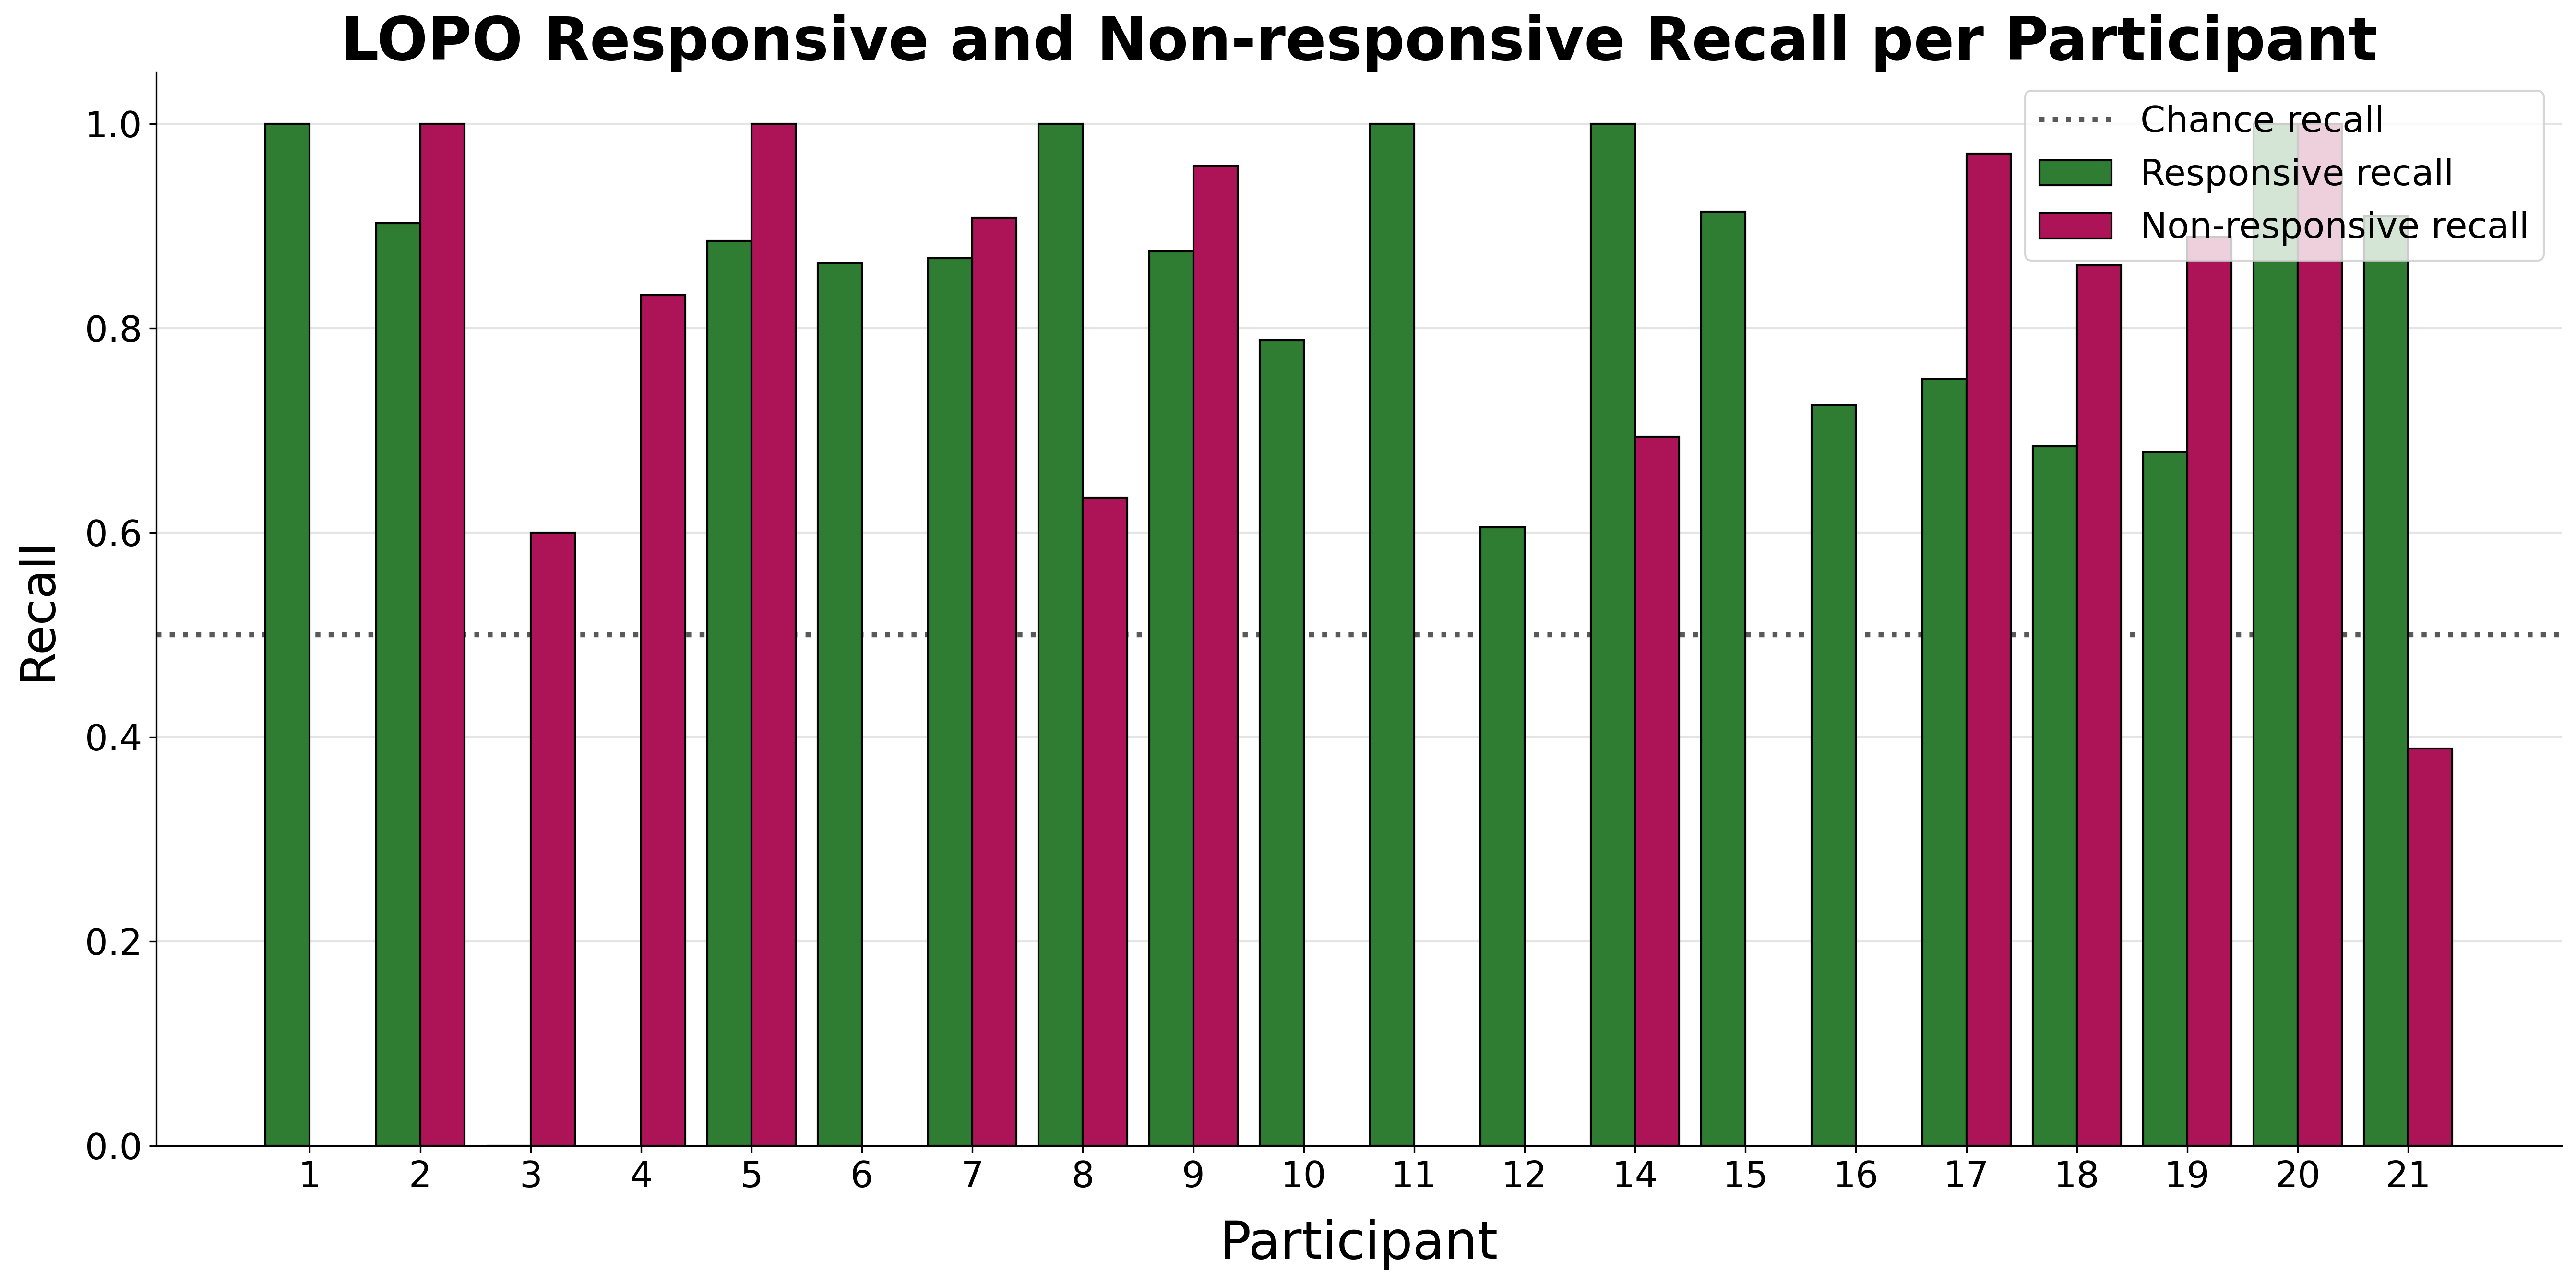 LOPO Responsive and Non-responsive Recall per Participant
Chance recall
Responsive recall
Non-responsive recall
Recall
1.0
0.8
0.6
0.4
0.2
0.0
1 2 3 4 5 6 7 8 9 10 11 12 14 15 16 17 18 19 20 21
Participant